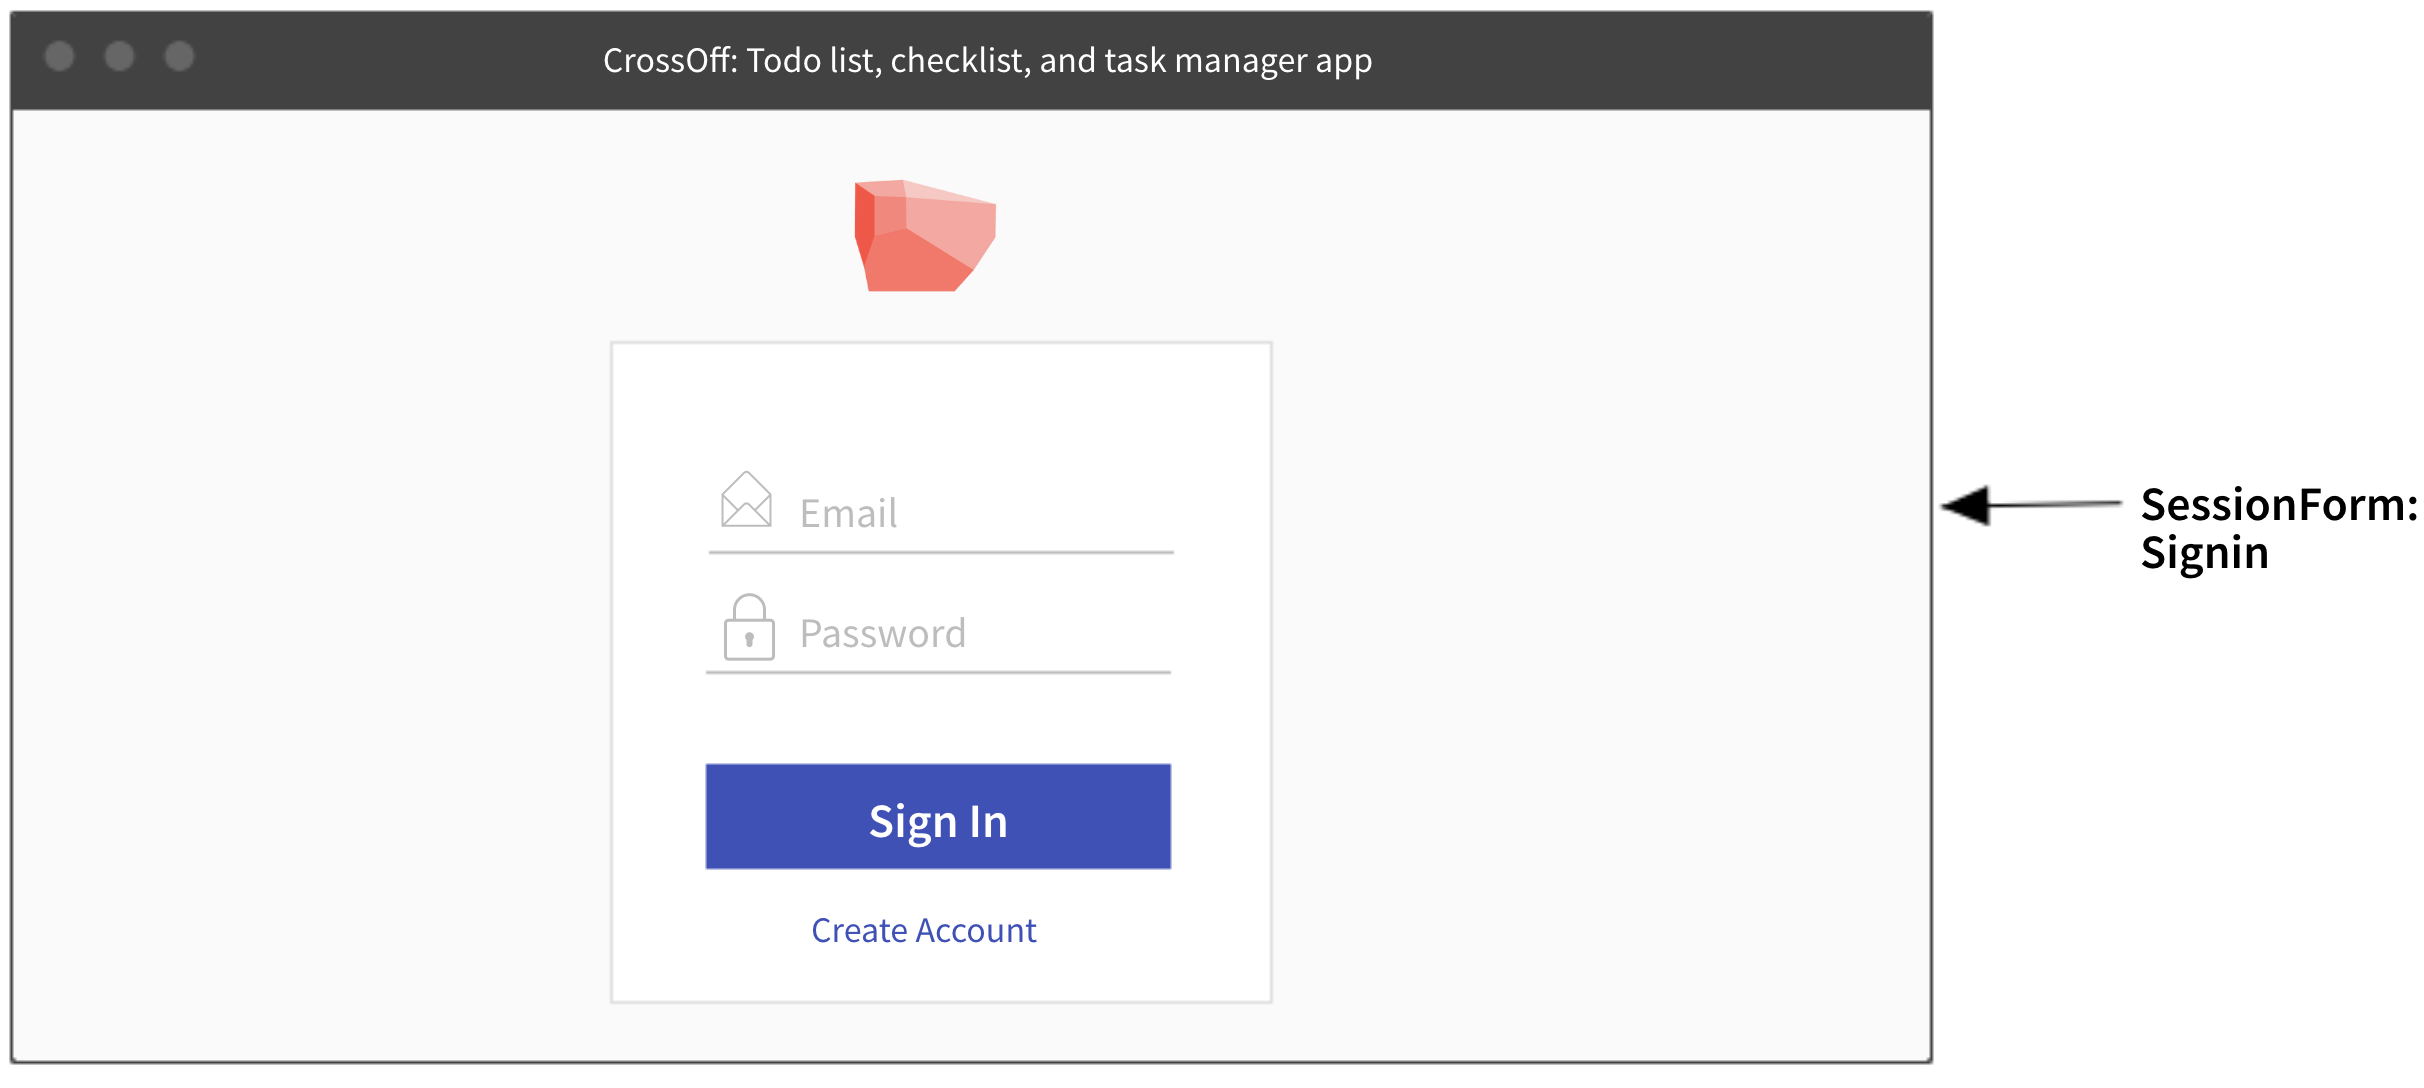 CrossOff: Todo list, checklist, and task manager app
Email
Password
Sign In
Create Account
SessionForm:
Signin